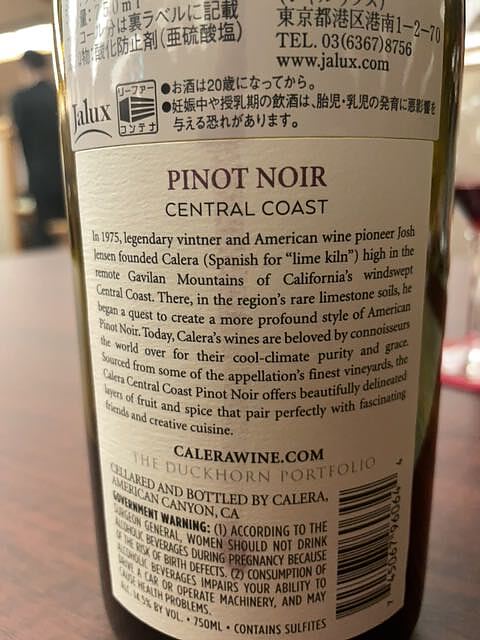 量:750ml
コールタンは裏ラベルに記載
酸化防止剤(亜硫酸塩)
東京都港区港南1-2-70
TEL. 03(6367)8756
www.jalux.com
Jalux
リーファー
コンテナ
●お酒は20歳になってから。
●妊娠中や授乳期の飲酒は、胎児・乳児の発育に悪影響を
与える恐れがあります。
PINOT NOIR
CENTRAL COAST
In 1975, legendary vintner and American wine pioneer Josh
Jensen founded Calera (Spanish for “lime kiln”) high in the
remote Gavilan Mountains of California’s windswept
Central Coast. There, in the region’s rare limestone soils, he
began a quest to create a more profound style of American
Pinot Noir. Today, Calera’s wines are beloved by connoisseurs
the world over for their cool-climate purity and grace.
Sourced from some of the appellation’s finest vineyards, the
Calera Central Coast Pinot Noir offers beautifully delineated
layers of fruit and spice that pair perfectly with fascinating
friends and creative cuisine.
CALERAWINE.COM
THE DUCKHORN PORTFOLIO
CELLARED AND BOTTLED BY CALERA,
AMERICAN CANYON, CA
GOVERNMENT WARNING: (1) ACCORDING TO THE
SURGEON GENERAL, WOMEN SHOULD NOT DRINK
ALCOHOLIC BEVERAGES DURING PREGNANCY BECAUSE
OF THE RISK OF BIRTH DEFECTS. (2) CONSUMPTION OF
ALCOHOLIC BEVERAGES IMPAIRS YOUR ABILITY TO
DRIVE A CAR OR OPERATE MACHINERY, AND MAY
CAUSE HEALTH PROBLEMS.
ALC. 14.5% BY VOL. • 750ML • CONTAINS SULFITES